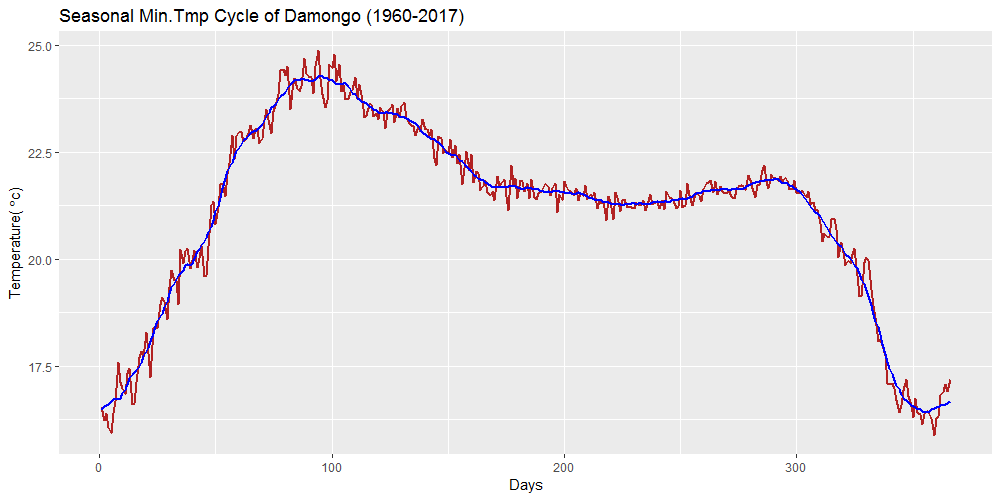 Seasonal Min.Tmp Cycle of Damongo (1960-2017)
25.0
22.5
20.0
17.5
Temperature( °c)
0
100
200
300
Days